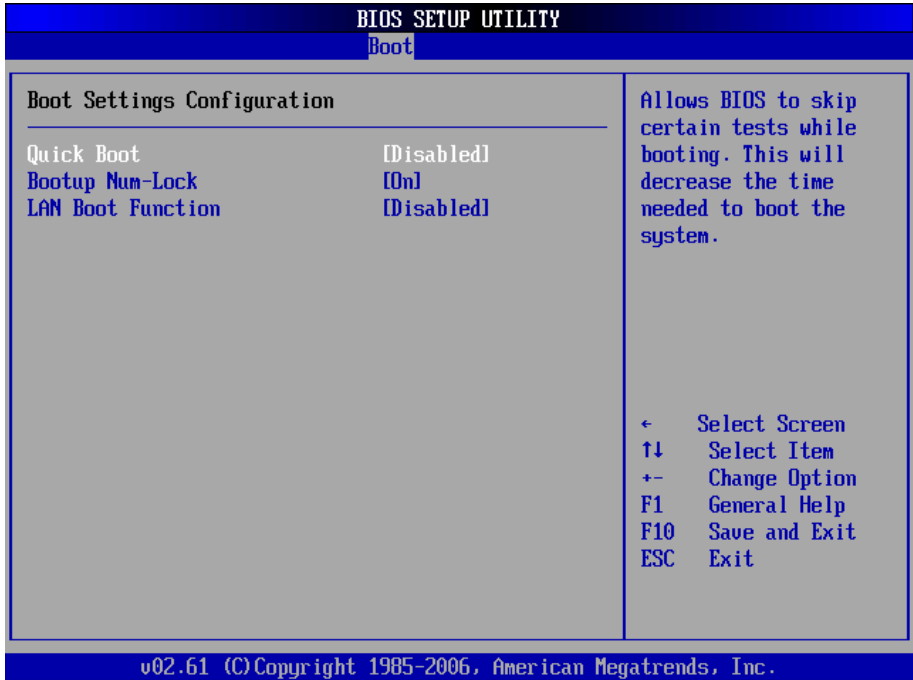 BIOS SETUP UTILITY
Boot
Boot Settings Configuration
Quick Boot [Disabled]
Bootup Num-Lock [On]
LAN Boot Function [Disabled]
Allows BIOS to skip
certain tests while
booting. This will
decrease the time
needed to boot the
system.
← Select Screen
↑↓ Select Item
+- Change Option
F1 General Help
F10 Save and Exit
ESC Exit
v02.61 (C)Copyright 1985-2006, American Megatrends, Inc.